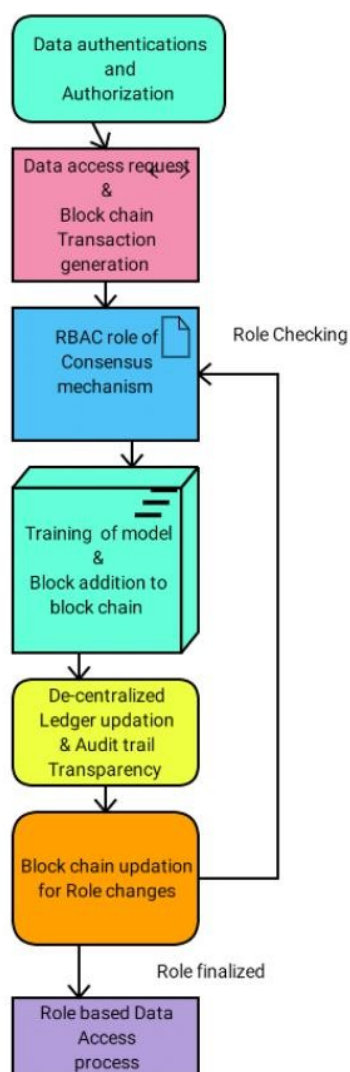 Data authentications
and
Authorization
Data access request
&
Block chain
Transaction
generation
RBAC role of
Consensus
mechanism
Role Checking
Training of model
&
Block addition to
block chain
De-centralized
Ledger updation
& Audit trail
Transparency
Block chain updation
for Role changes
Role finalized
Role based Data
Access
process